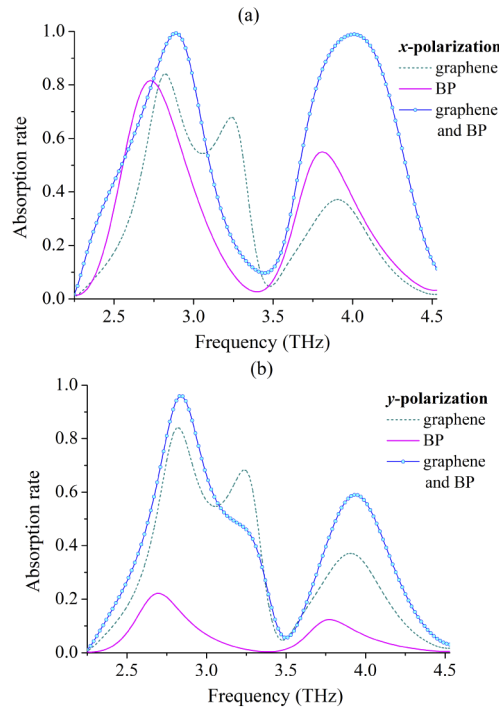 (a)
1.0
0.8
0.6
0.4
0.2
0.0
Absorption rate
x-polarization
graphene
BP
graphene
and BP
2.5
3.0
3.5
4.0
4.5
Frequency (THz)
(b)
1.0
0.8
0.6
0.4
0.2
0.0
Absorption rate
y-polarization
graphene
BP
graphene
and BP
2.5
3.0
3.5
4.0
4.5
Frequency (THz)